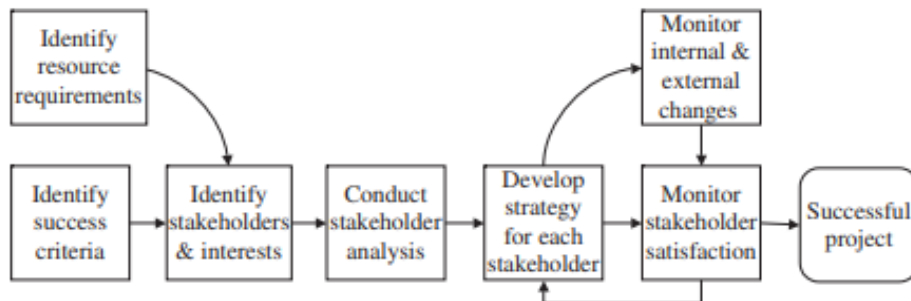 Identify
resource
requirements
Monitor
internal &
external
changes
Identify
success
criteria
Identify
stakeholders
& interests
Conduct
stakeholder
analysis
Develop
strategy
for each
stakeholder
Monitor
stakeholder
satisfaction
Successful
project